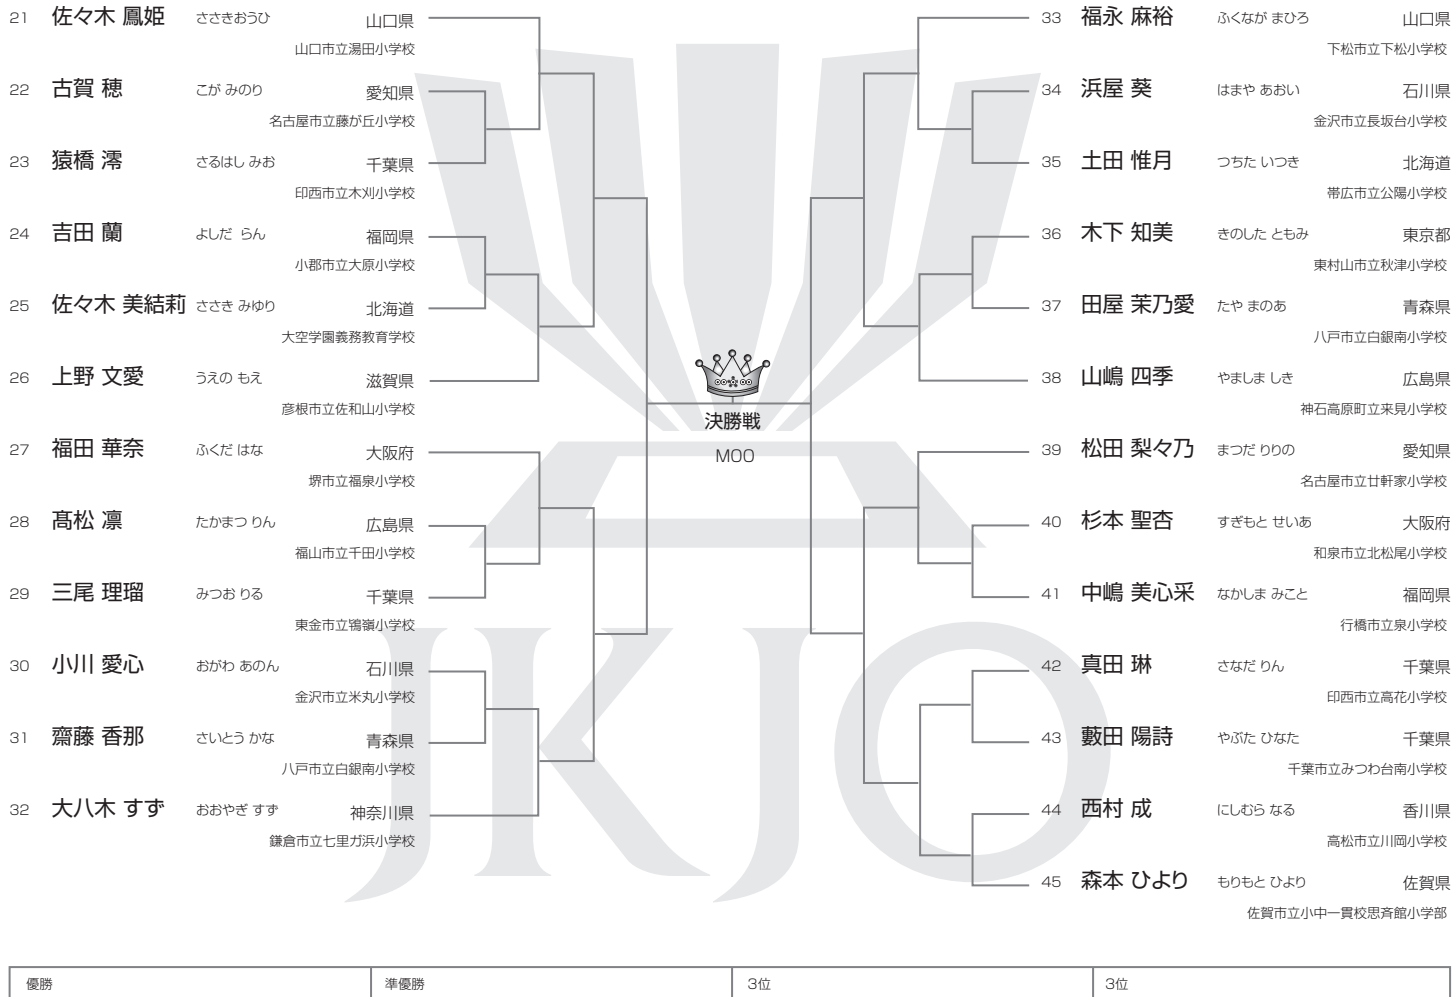 21 佐々木 鳳姫 ささきおうひ 山口県
山口市立湯田小学校
22 古賀 穂 こが みのり 愛知県
名古屋市立藤が丘小学校
23 猿橋 澪 さるはし みお 千葉県
印西市立木刈小学校
24 吉田 蘭 よしだ らん 福岡県
小郡市立大原小学校
25 佐々木 美結莉 ささき みゆり 北海道
大空学園義務教育学校
26 上野 文愛 うえの もえ 滋賀県
彦根市立佐和山小学校
27 福田 華奈 ふくだ はな 大阪府
堺市立福泉小学校
28 髙松 凛 たかまつ りん 広島県
福山市立千田小学校
29 三尾 理瑠 みつお りる 千葉県
東金市立鴇嶺小学校
30 小川 愛心 おがわ あのん 石川県
金沢市立米丸小学校
31 齋藤 香那 さいとう かな 青森県
八戸市立白銀南小学校
32 大八木 すず おおやぎ すず 神奈川県
鎌倉市立七里ガ浜小学校
決勝戦
M00
33 福永 麻裕 ふくなが まひろ 山口県
下松市立下松小学校
34 浜屋 葵 はまや あおい 石川県
金沢市立長坂台小学校
35 土田 惟月 つちた いつき 北海道
帯広市立公陽小学校
36 木下 知美 きのした ともみ 東京都
東村山市立秋津小学校
37 田屋 茉乃愛 たや まのあ 青森県
八戸市立白銀南小学校
38 山嶋 四季 やましま しき 広島県
神石高原町立来見小学校
39 松田 梨々乃 まつだ りりの 愛知県
名古屋市立廿軒家小学校
40 杉本 聖杏 すぎもと せいあ 大阪府
和泉市立北松尾小学校
41 中嶋 美心采 なかしま みこと 福岡県
行橋市立泉小学校
42 真田 琳 さなだ りん 千葉県
印西市立高花小学校
43 藪田 陽詩 やぶた ひなた 千葉県
千葉市立みつわ台南小学校
44 西村 成 にしむら なる 香川県
高松市立川岡小学校
45 森本 ひより もりもと ひより 佐賀県
佐賀市立小中一貫校思斉館小学部
JKJO
優勝 準優勝 3位 3位